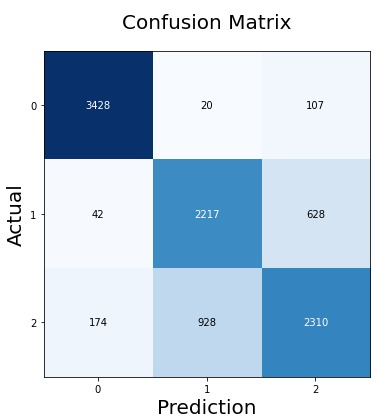 Confusion Matrix
Actual
0 3428 20 107
1 42 2217 628
2 174 928 2310
0 1 2
Prediction